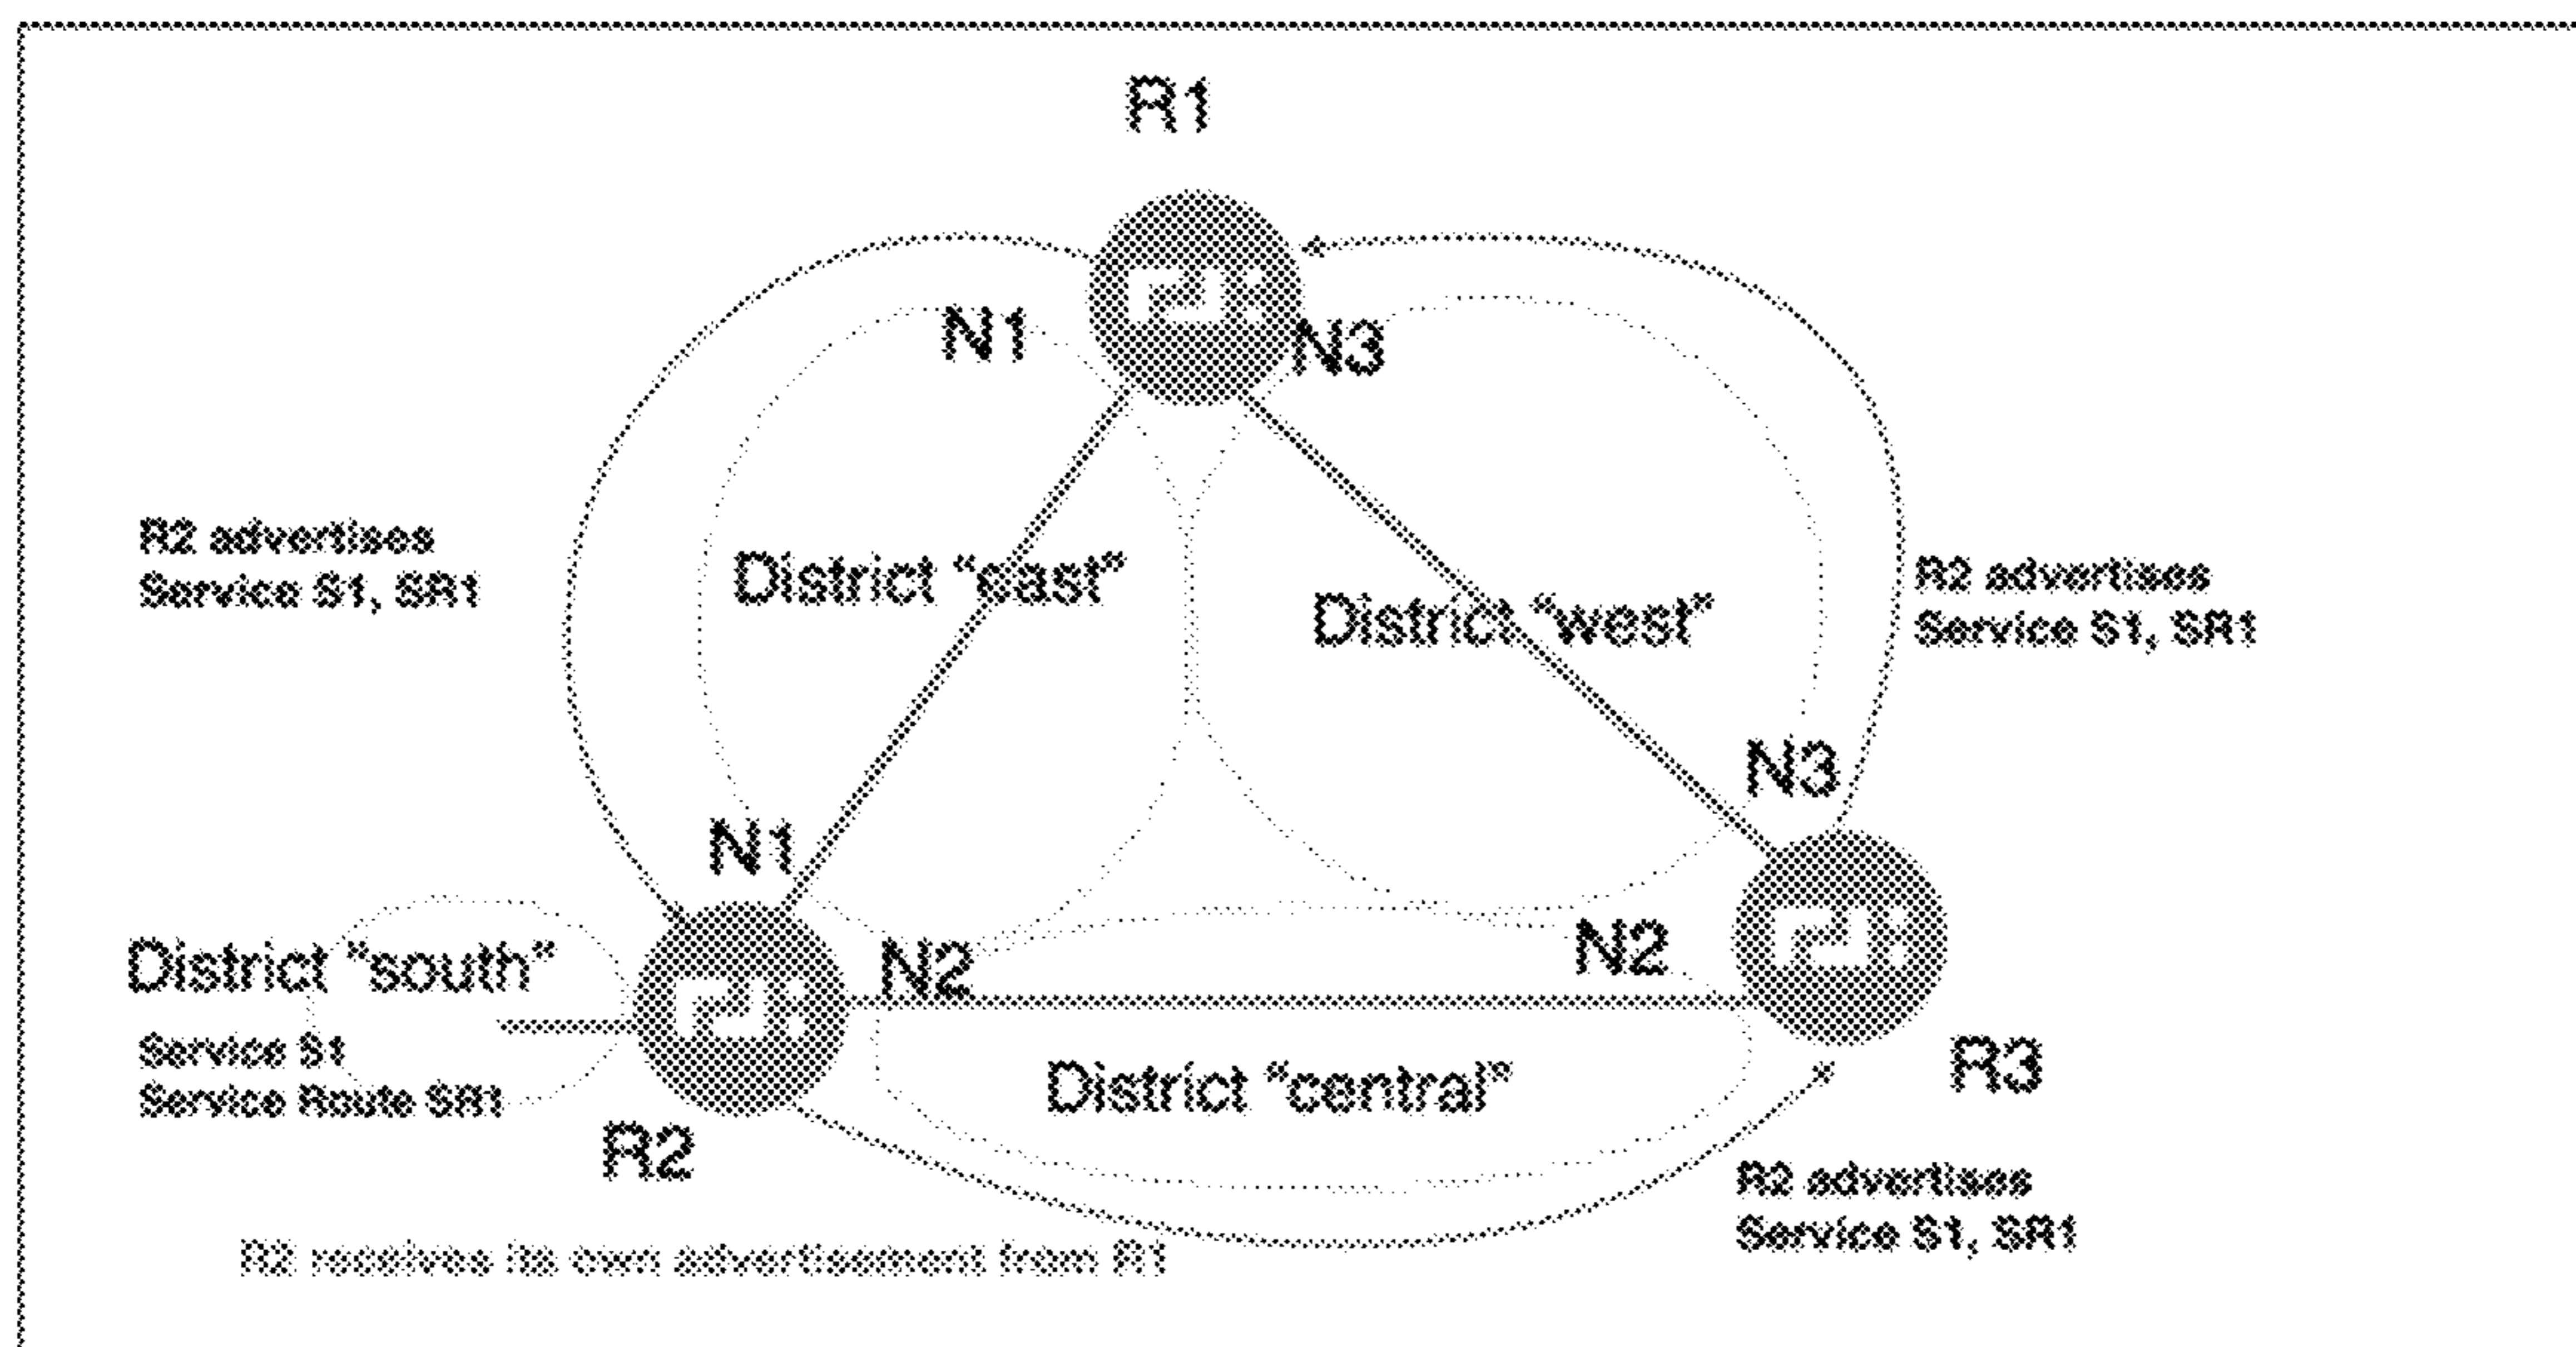 R1
N1
N3
R2 advertises
Service S1, SR1
District "east"
District "west"
R2 advertises
Service S1, SR1
N3
N1
District "south"
N2
N2
Service S1
Service Route SR1
District "central"
R3
R2
R2 advertises
Service S1, SR1
R2 receives its own advertisement from R1